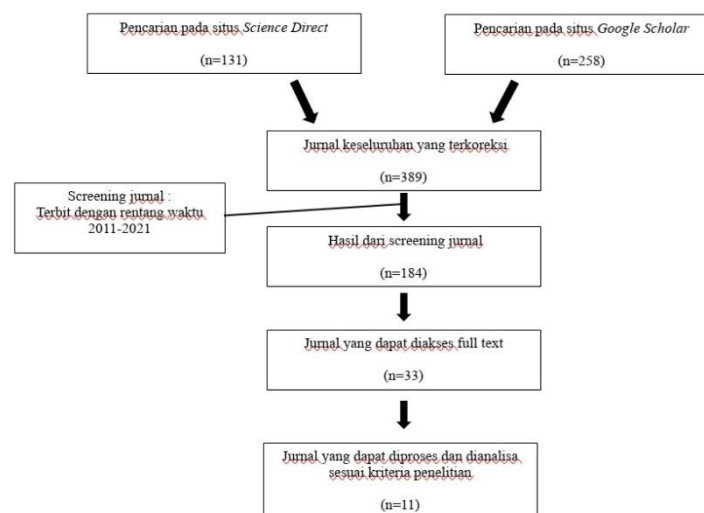 Pencarian pada situs Science Direct
(n=131)
Pencarian pada situs Google Scholar
(n=258)
Jurnal keseluruhan yang terkoreksi
(n=389)
Screening jurnal :
Terbit dengan rentang waktu
2011-2021
Hasil dari screening jurnal
(n=184)
Jurnal yang dapat diakses full text
(n=33)
Jurnal yang dapat diproses dan dianalisa
sesuai kriteria penelitian
(n=11)